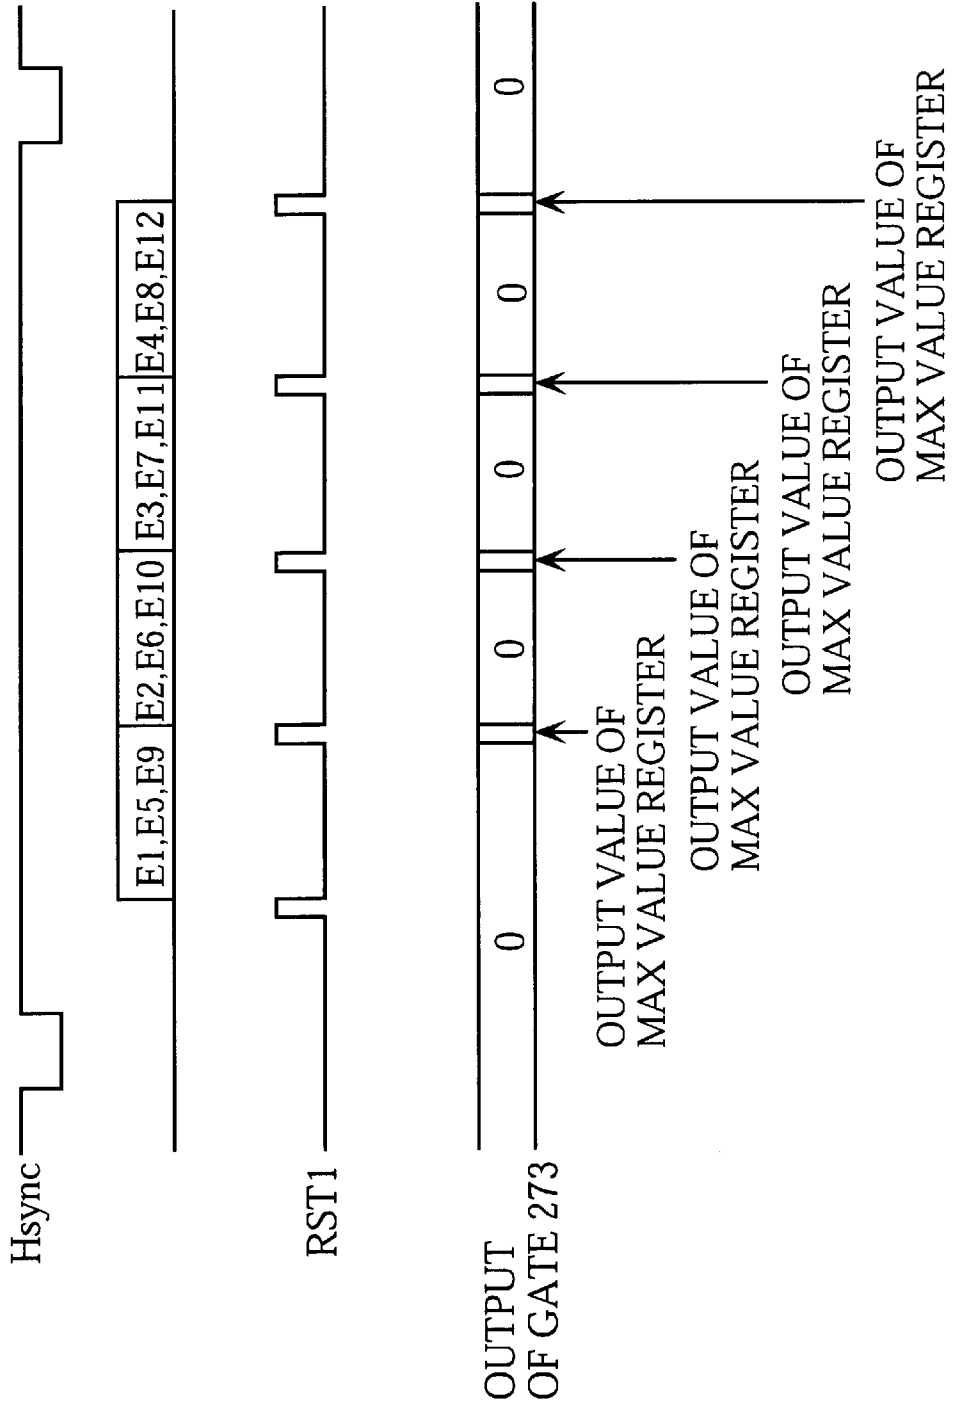 Hsync
E1,E5,E9
E2,E6,E10
E3,E7,E11
E4,E8,E12
RST1
OUTPUT
OF GATE 273
0
0
0
0
0
OUTPUT VALUE OF
MAX VALUE REGISTER
OUTPUT VALUE OF
MAX VALUE REGISTER
OUTPUT VALUE OF
MAX VALUE REGISTER
OUTPUT VALUE OF
MAX VALUE REGISTER